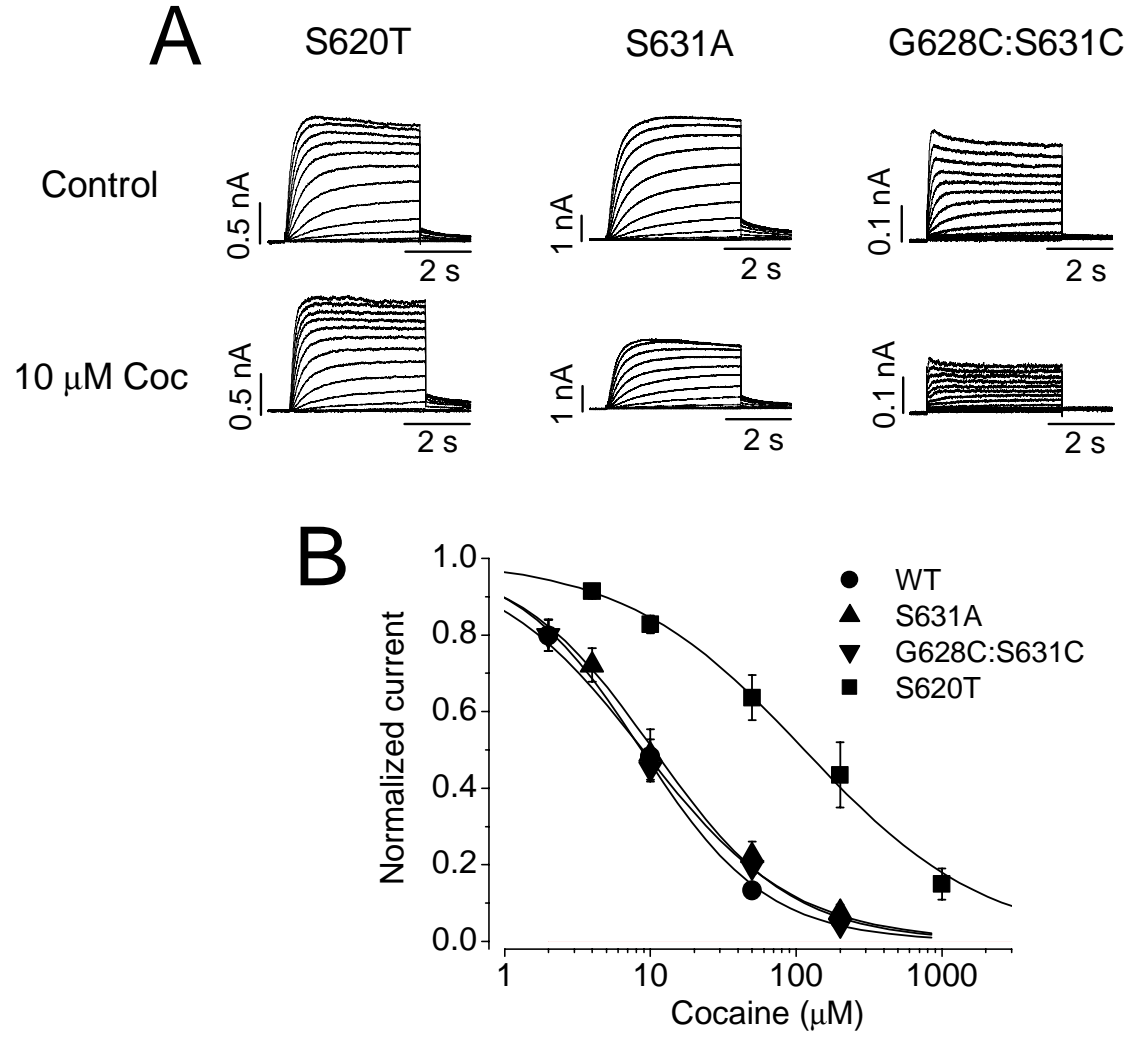 A
S620T S631A G628C:S631C
Control
0.5 nA 1 nA 0.1 nA
2 s 2 s 2 s
10 μM Coc
0.5 nA 1 nA 0.1 nA
2 s 2 s 2 s
B
Normalized current
1.0
0.8
0.6
0.4
0.2
0.0
WT
S631A
G628C:S631C
S620T
1 10 100 1000
Cocaine (μM)